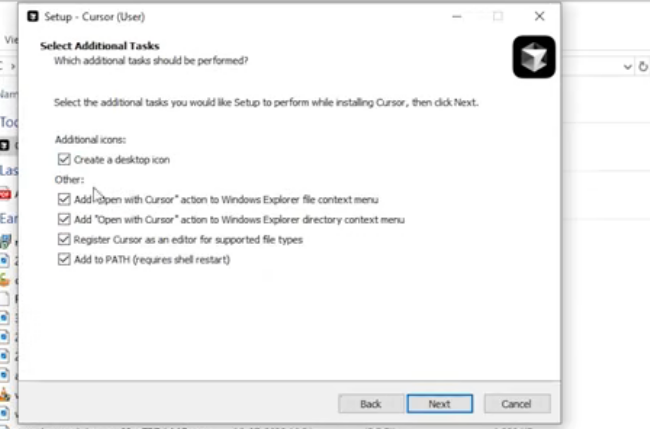 Setup - Cursor (User)
Select Additional Tasks
Which additional tasks should be performed?
Select the additional tasks you would like Setup to perform while installing Cursor, then click Next.
Additional icons:
Create a desktop icon
Other:
Add "Open with Cursor" action to Windows Explorer file context menu
Add "Open with Cursor" action to Windows Explorer directory context menu
Register Cursor as an editor for supported file types
Add to PATH (requires shell restart)
Back
Next
Cancel